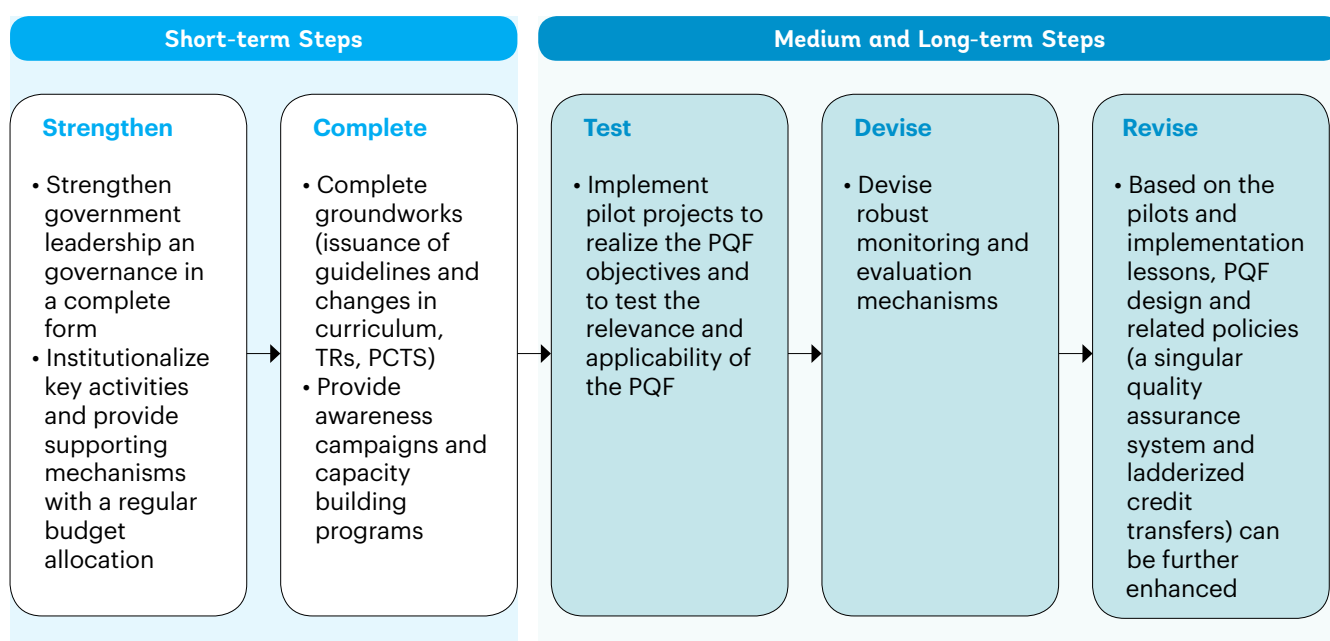 Short-term Steps
Medium and Long-term Steps
Strengthen
• Strengthen
government
leadership an
governance in
a complete
form
• Institutionalize
key activities
and provide
supporting
mechanisms
with a regular
budget
allocation
Complete
• Complete
groundworks
(issuance of
guidelines and
changes in
curriculum,
TRs, PCTS)
• Provide
awareness
campaigns and
capacity
building
programs
Test
• Implement
pilot projects to
realize the PQF
objectives and
to test the
relevance and
applicability of
the PQF
Devise
• Devise
robust
monitoring and
evaluation
mechanisms
Revise
• Based on the
pilots and
implementation
lessons, PQF
design and
related policies
(a singular
quality
assurance
system and
ladderized
credit
transfers) can
be further
enhanced